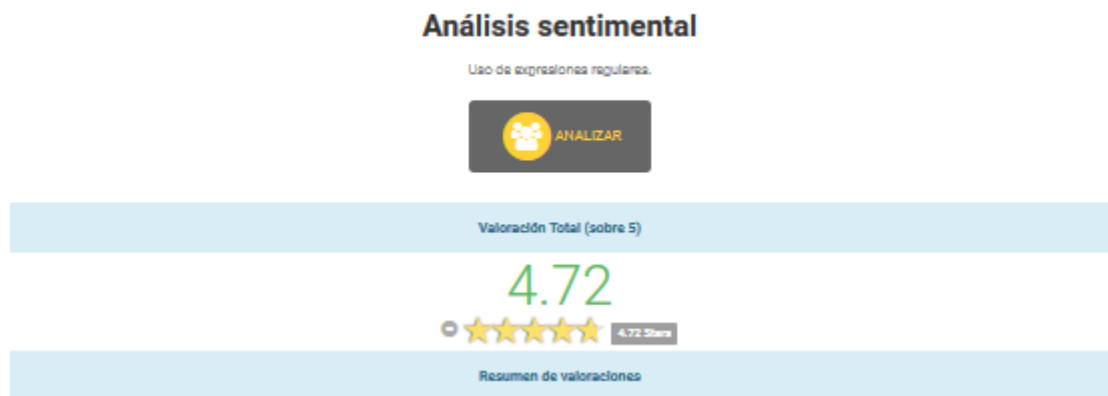 Análisis sentimental
Uso de expresiones regulares.
ANALIZAR
Valoración Total (sobre 5)
4.72
4.72 Stars
Resumen de valoraciones